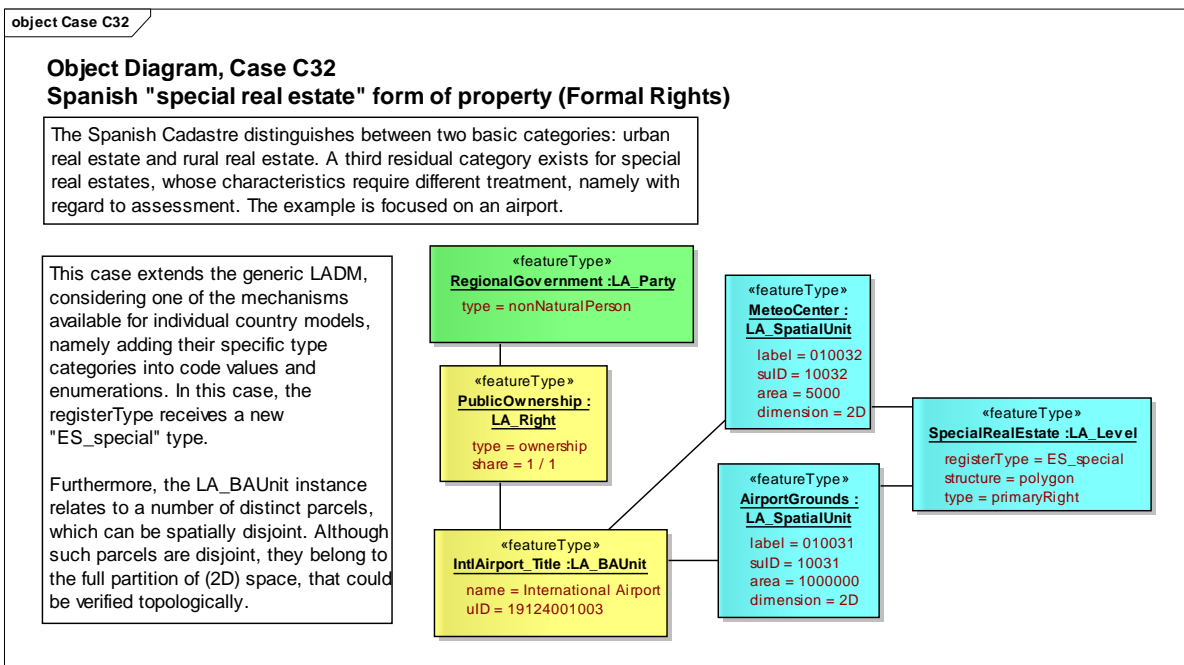 object Case C32
Object Diagram, Case C32
Spanish "special real estate" form of property (Formal Rights)
The Spanish Cadastre distinguishes between two basic categories: urban
real estate and rural real estate. A third residual category exists for special
real estates, whose characteristics require different treatment, namely with
regard to assessment. The example is focused on an airport.
This case extends the generic LADM,
considering one of the mechanisms
available for individual country models,
namely adding their specific type
categories into code values and
enumerations. In this case, the
registerType receives a new
"ES_special" type.
Furthermore, the LA_BAUnit instance
relates to a number of distinct parcels,
which can be spatially disjoint. Although
such parcels are disjoint, they belong to
the full partition of (2D) space, that could
be verified topologically.
«featureType»
RegionalGovernment :LA_Party
type = nonNaturalPerson
«featureType»
PublicOwnership :
LA_Right
type = ownership
share = 1 / 1
«featureType»
IntlAirport_Title :LA_BAUnit
name = International Airport
uID = 19124001003
«featureType»
MeteoCenter :
LA_SpatialUnit
label = 010032
suID = 10032
area = 5000
dimension = 2D
«featureType»
AirportGrounds :
LA_SpatialUnit
label = 010031
suID = 10031
area = 1000000
dimension = 2D
«featureType»
SpecialRealEstate :LA_Level
registerType = ES_special
structure = polygon
type = primaryRight